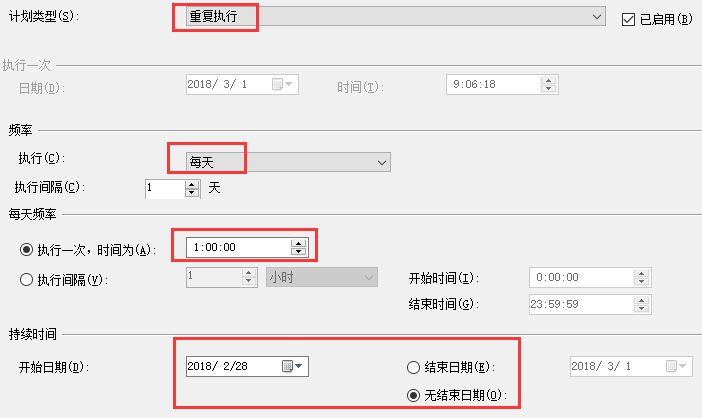 计划类型(S): 重复执行 已启用(B)
执行一次
日期(D): 2018/ 3/ 1 时间(T): 9:06:18
频率
执行(C): 每天
执行间隔(C): 1 天
每天频率
执行一次，时间为(A): 1:00:00
执行间隔(V): 1 小时 开始时间(I): 0:00:00
结束时间(G): 23:59:59
持续时间
开始日期(D): 2018/ 2/28 结束日期(E): 2018/ 3/ 1
无结束日期(O):